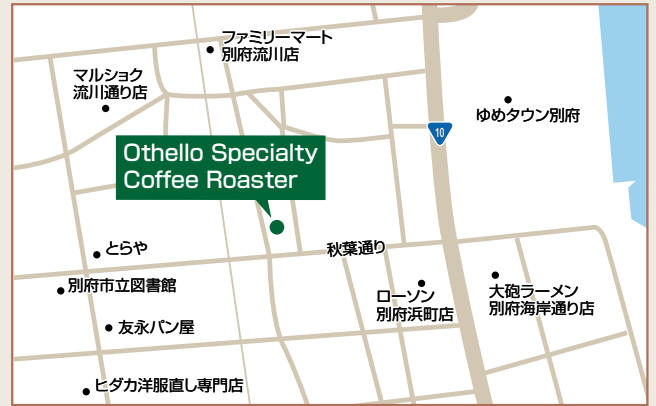 ファミリーマート
別府流川店
マルショク
流川通り店
ゆめタウン別府
10
Othello Specialty
Coffee Roaster
とらや
秋葉通り
別府市立図書館
ローソン
別府浜町店
大砲ラーメン
別府海岸通り店
友永パン屋
ヒダカ洋服直し専門店